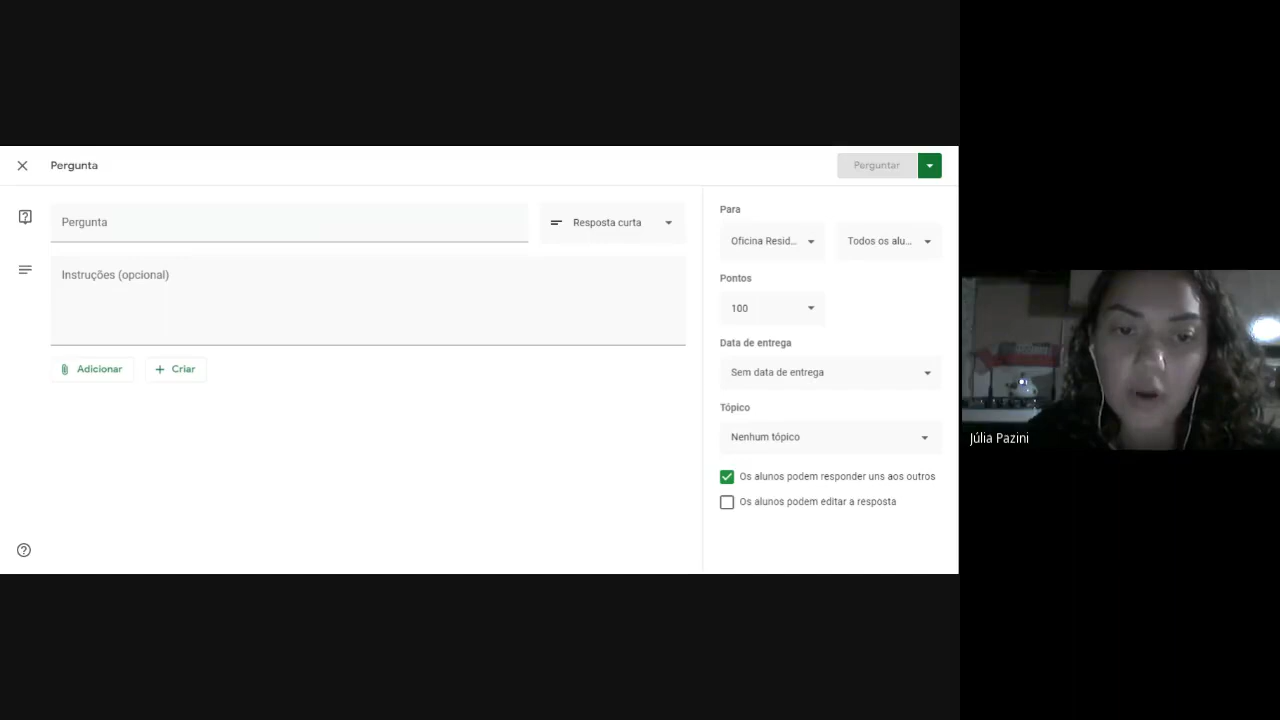 Pergunta
Perguntar
Pergunta
Resposta curta
Instruções (opcional)
Adicionar
Criar
Para
Oficina Resid...
Todos os alu...
Pontos
100
Data de entrega
Sem data de entrega
Tópico
Nenhum tópico
Os alunos podem responder uns aos outros
Os alunos podem editar a resposta
Júlia Pazini